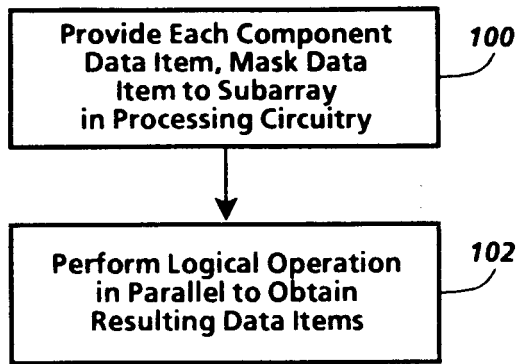 Provide Each Component
Data Item, Mask Data
Item to Subarray
in Processing Circuitry
100
Perform Logical Operation
in Parallel to Obtain
Resulting Data Items
102